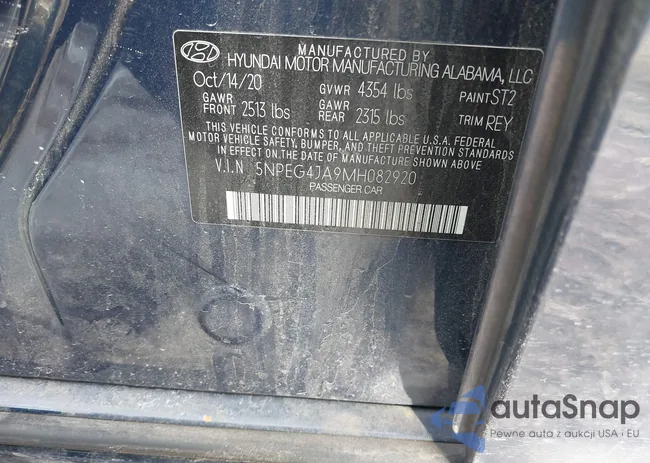 MANUFACTURED BY
HYUNDAI MOTOR MANUFACTURING ALABAMA, LLC
Oct/14/20 GVWR 4354 lbs PAINT ST2
GAWR FRONT 2513 lbs GAWR REAR 2315 lbs TRIM REY
THIS VEHICLE CONFORMS TO ALL APPLICABLE U.S.A. FEDERAL
MOTOR VEHICLE SAFETY, BUMPER, AND THEFT PREVENTION STANDARDS
IN EFFECT ON THE DATE OF MANUFACTURE SHOWN ABOVE.
V.I.N 5NPEG4JA9MH082920
PASSENGER CAR
autaSnap
Pewne auta z aukcji USA i EU